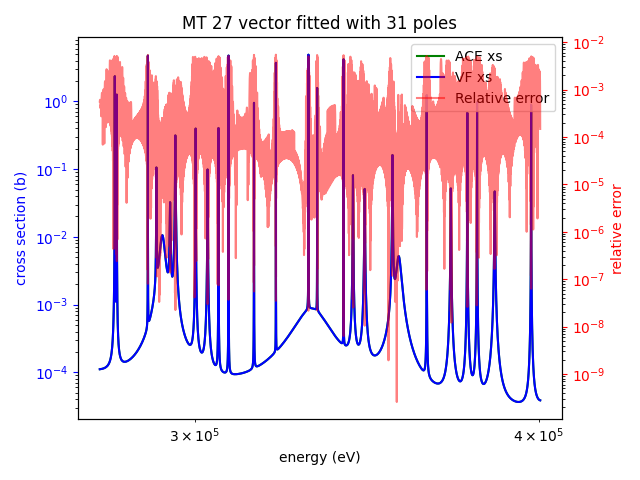 MT 27 vector fitted with 31 poles
ACE xs
VF xs
Relative error
cross section (b)
10⁰
10⁻¹
10⁻²
10⁻³
10⁻⁴
10⁻²
10⁻³
10⁻⁴
10⁻⁵
10⁻⁶
10⁻⁷
10⁻⁸
10⁻⁹
relative error
3 × 10⁵
4 × 10⁵
energy (eV)